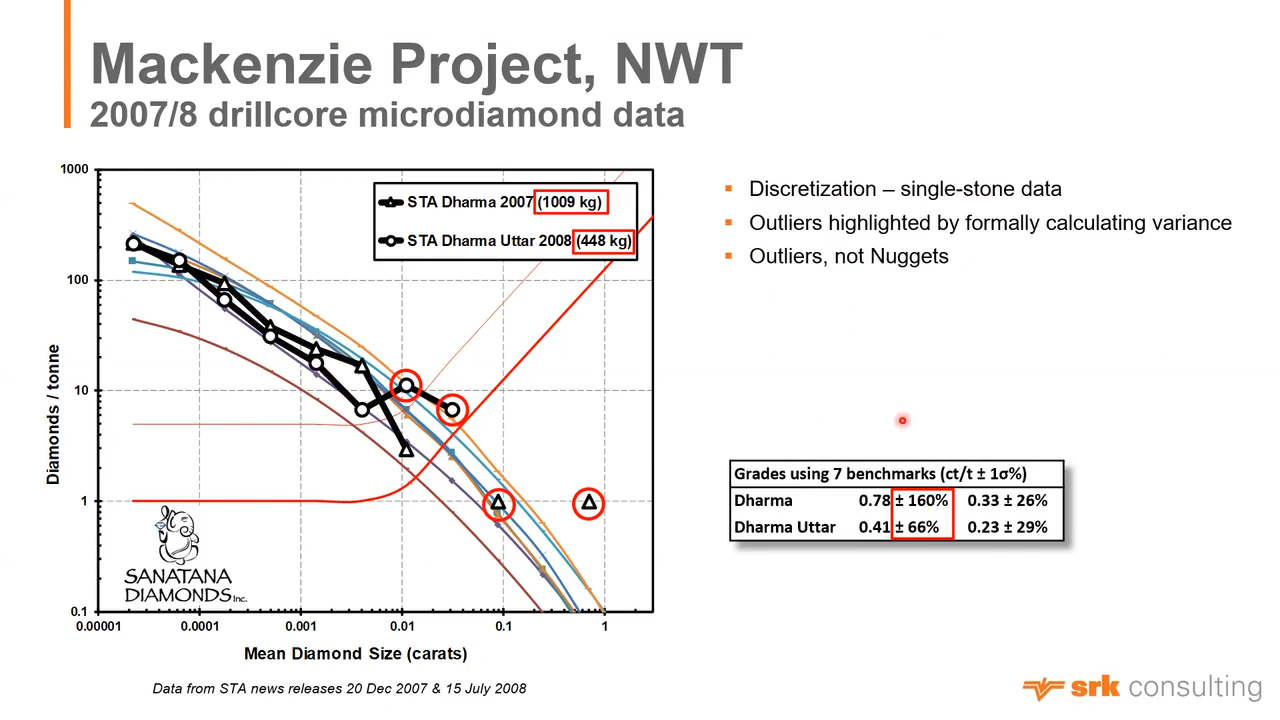 Mackenzie Project, NWT
2007/8 drillcore microdiamond data
1000
100
10
1
0.1
0.00001
0.0001
0.001
0.01
0.1
1
Diamonds / tonne
Mean Diamond Size (carats)
STA Dharma 2007 (1009 kg)
STA Dharma Uttar 2008 (448 kg)
SANATANA
DIAMONDS Inc.
Data from STA news releases 20 Dec 2007 & 15 July 2008
Discretization – single-stone data
Outliers highlighted by formally calculating variance
Outliers, not Nuggets
Grades using 7 benchmarks (ct/t ± 1σ%)
Dharma 0.78 ± 160% 0.33 ± 26%
Dharma Uttar 0.41 ± 66% 0.23 ± 29%
srk consulting